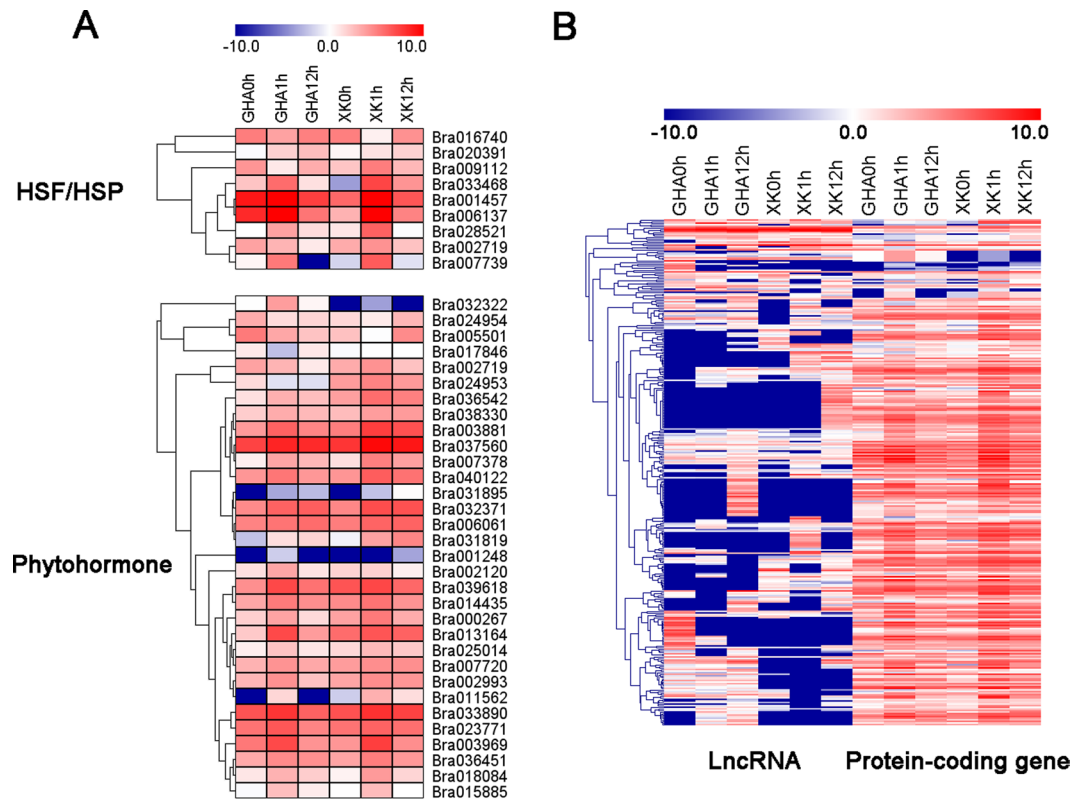 A
-10.0 0.0 10.0
GHA0h GHA1h GHA12h XK0h XK1h XK12h
HSF/HSP
Bra016740
Bra020391
Bra009112
Bra033468
Bra001457
Bra006137
Bra028521
Bra002719
Bra007739
Phytohormone
Bra032322
Bra024954
Bra005501
Bra017846
Bra002719
Bra024953
Bra036542
Bra038330
Bra003881
Bra037560
Bra007378
Bra040122
Bra031895
Bra032371
Bra006061
Bra031819
Bra001248
Bra002120
Bra039618
Bra014435
Bra000267
Bra013164
Bra025014
Bra007720
Bra002993
Bra011562
Bra033890
Bra023771
Bra003969
Bra036451
Bra018084
Bra015885
B
-10.0 0.0 10.0
GHA0h GHA1h GHA12h XK0h XK1h XK12h GHA0h GHA1h GHA12h XK0h XK1h XK12h
LncRNA Protein-coding gene